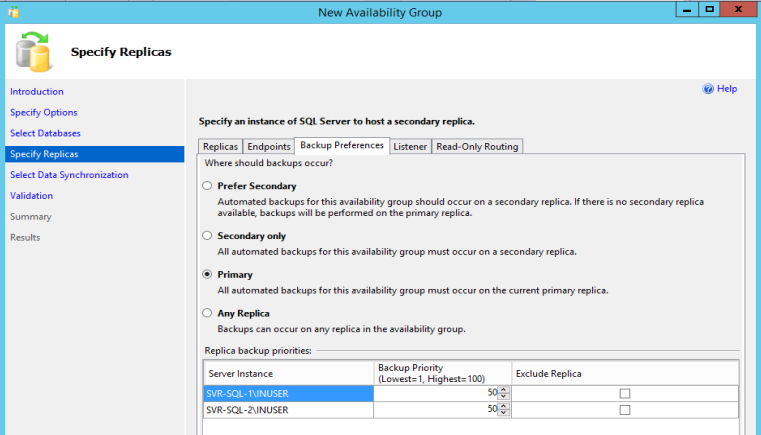 New Availability Group
Specify Replicas
Introduction
Specify Options
Select Databases
Specify Replicas
Select Data Synchronization
Validation
Summary
Results
Help
Specify an instance of SQL Server to host a secondary replica.
Replicas Endpoints Backup Preferences Listener Read-Only Routing
Where should backups occur?
Prefer Secondary
Automated backups for this availability group should occur on a secondary replica. If there is no secondary replica
available, backups will be performed on the primary replica.
Secondary only
All automated backups for this availability group must occur on a secondary replica.
Primary
All automated backups for this availability group must occur on the current primary replica.
Any Replica
Backups can occur on any replica in the availability group.
Replica backup priorities:
Server Instance Backup Priority Exclude Replica
(Lowest=1, Highest=100)
SVR-SQL-1\INUSER 50
SVR-SQL-2\INUSER 50